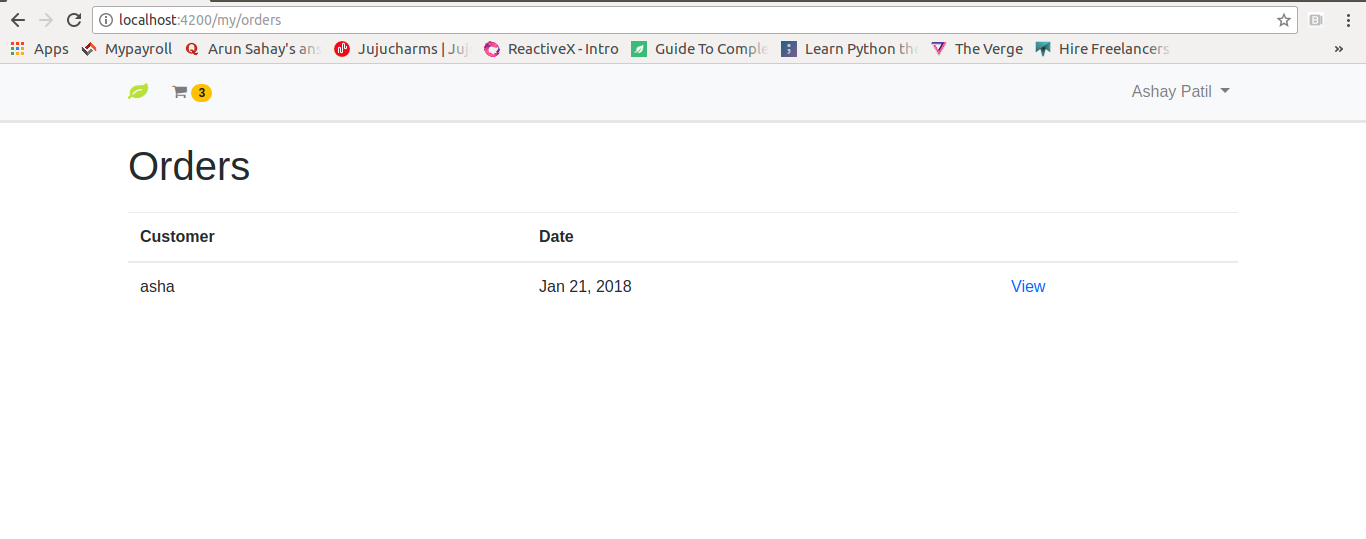 localhost:4200/my/orders
Apps Mypayroll Arun Sahay's ans Jujucharms | Juj ReactiveX - Intro Guide To Comple Learn Python the The Verge Hire Freelancers »
3 Ashay Patil
Orders
Customer Date
asha Jan 21, 2018 View